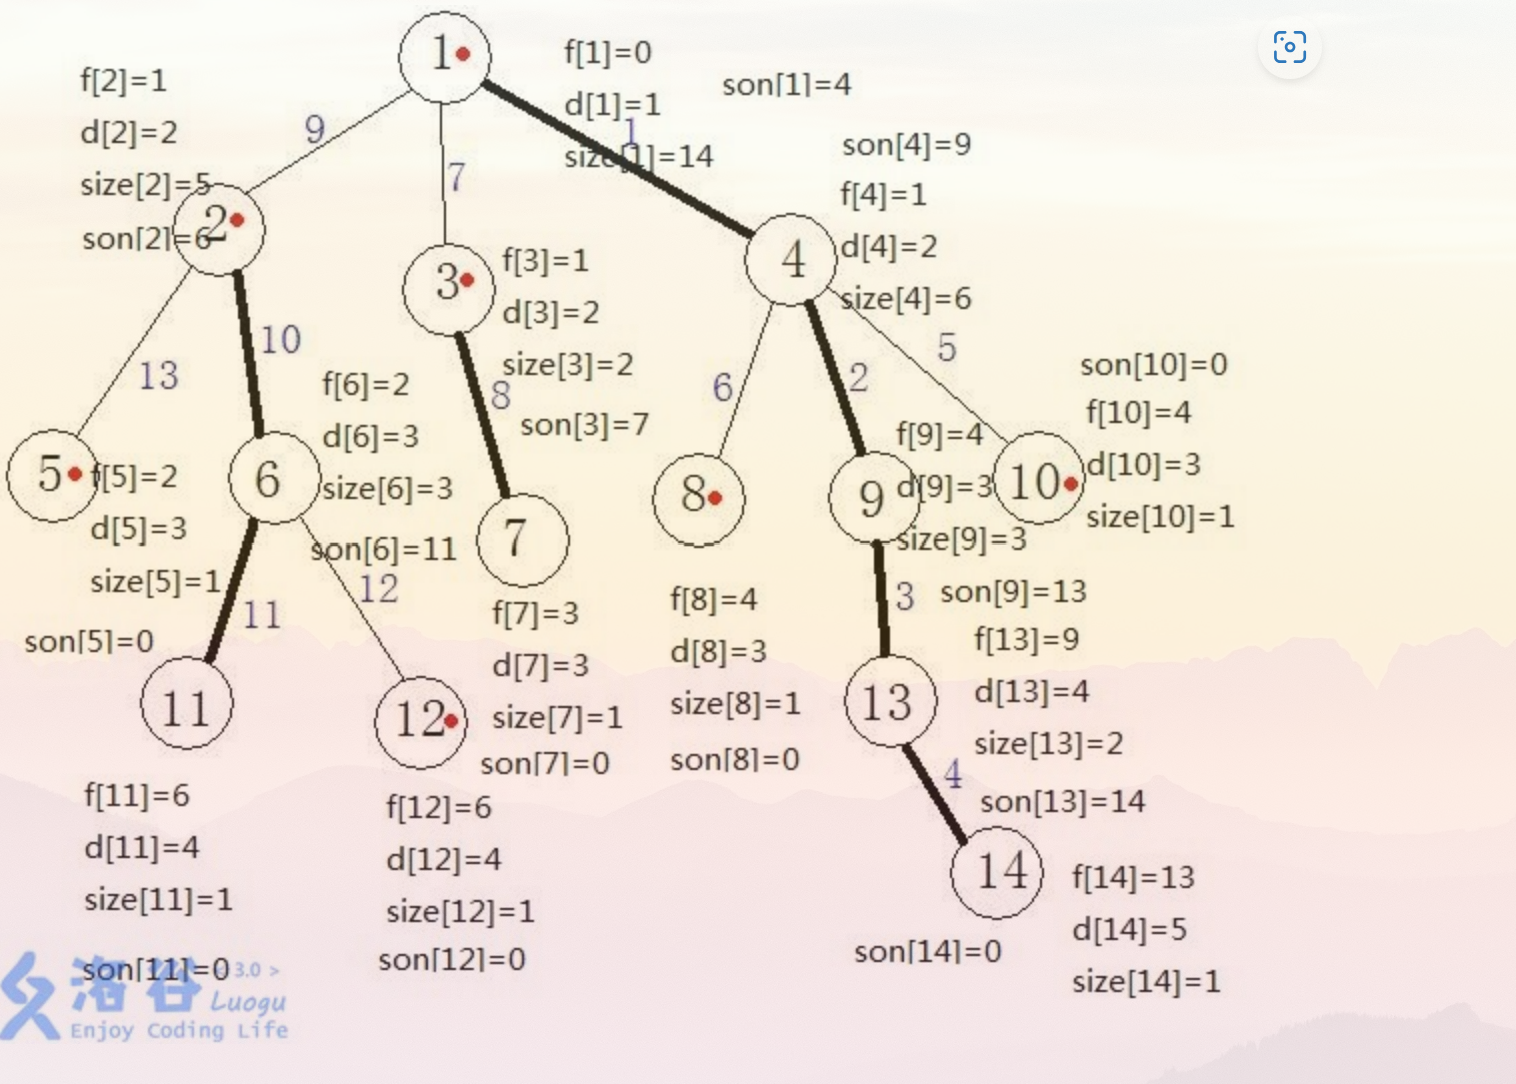 1
f[1]=0
d[1]=1
size[1]=14
son[1]=4
1
9
7
f[2]=1
d[2]=2
size[2]=5
son[2]=6
2
3
f[3]=1
d[3]=2
size[3]=2
son[3]=7
4
son[4]=9
f[4]=1
d[4]=2
size[4]=6
13
10
8
6
2
5
5
f[5]=2
d[5]=3
size[5]=1
son[5]=0
6
f[6]=2
d[6]=3
size[6]=3
son[6]=11
7
f[7]=3
d[7]=3
size[7]=1
son[7]=0
8
f[8]=4
d[8]=3
size[8]=1
son[8]=0
9
f[9]=4
d[9]=3
size[9]=3
son[9]=13
10
son[10]=0
f[10]=4
d[10]=3
size[10]=1
11
12
3
11
f[11]=6
d[11]=4
size[11]=1
son[11]=0
12
f[12]=6
d[12]=4
size[12]=1
son[12]=0
13
f[13]=9
d[13]=4
size[13]=2
son[13]=14
4
14
f[14]=13
d[14]=5
size[14]=1
son[14]=0
洛谷
3.0 >
Luogu
Enjoy Coding Life